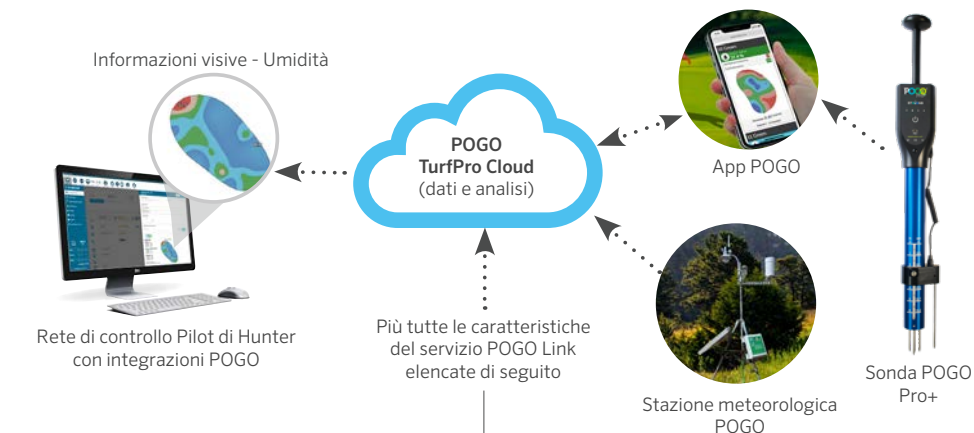 Informazioni visive - Umidità
POGO
TurfPro Cloud
(dati e analisi)
App POGO
POGO
Rete di controllo Pilot di Hunter
con integrazioni POGO
Più tutte le caratteristiche
del servizio POGO Link
elencate di seguito
Stazione meteorologica
POGO
Sonda POGO
Pro+